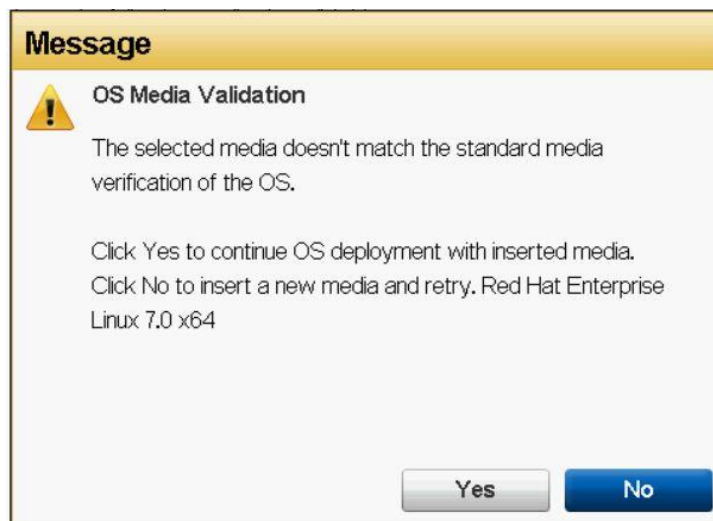 Message
OS Media Validation
The selected media doesn't match the standard media
verification of the OS.
Click Yes to continue OS deployment with inserted media.
Click No to insert a new media and retry. Red Hat Enterprise
Linux 7.0 x64
Yes
No